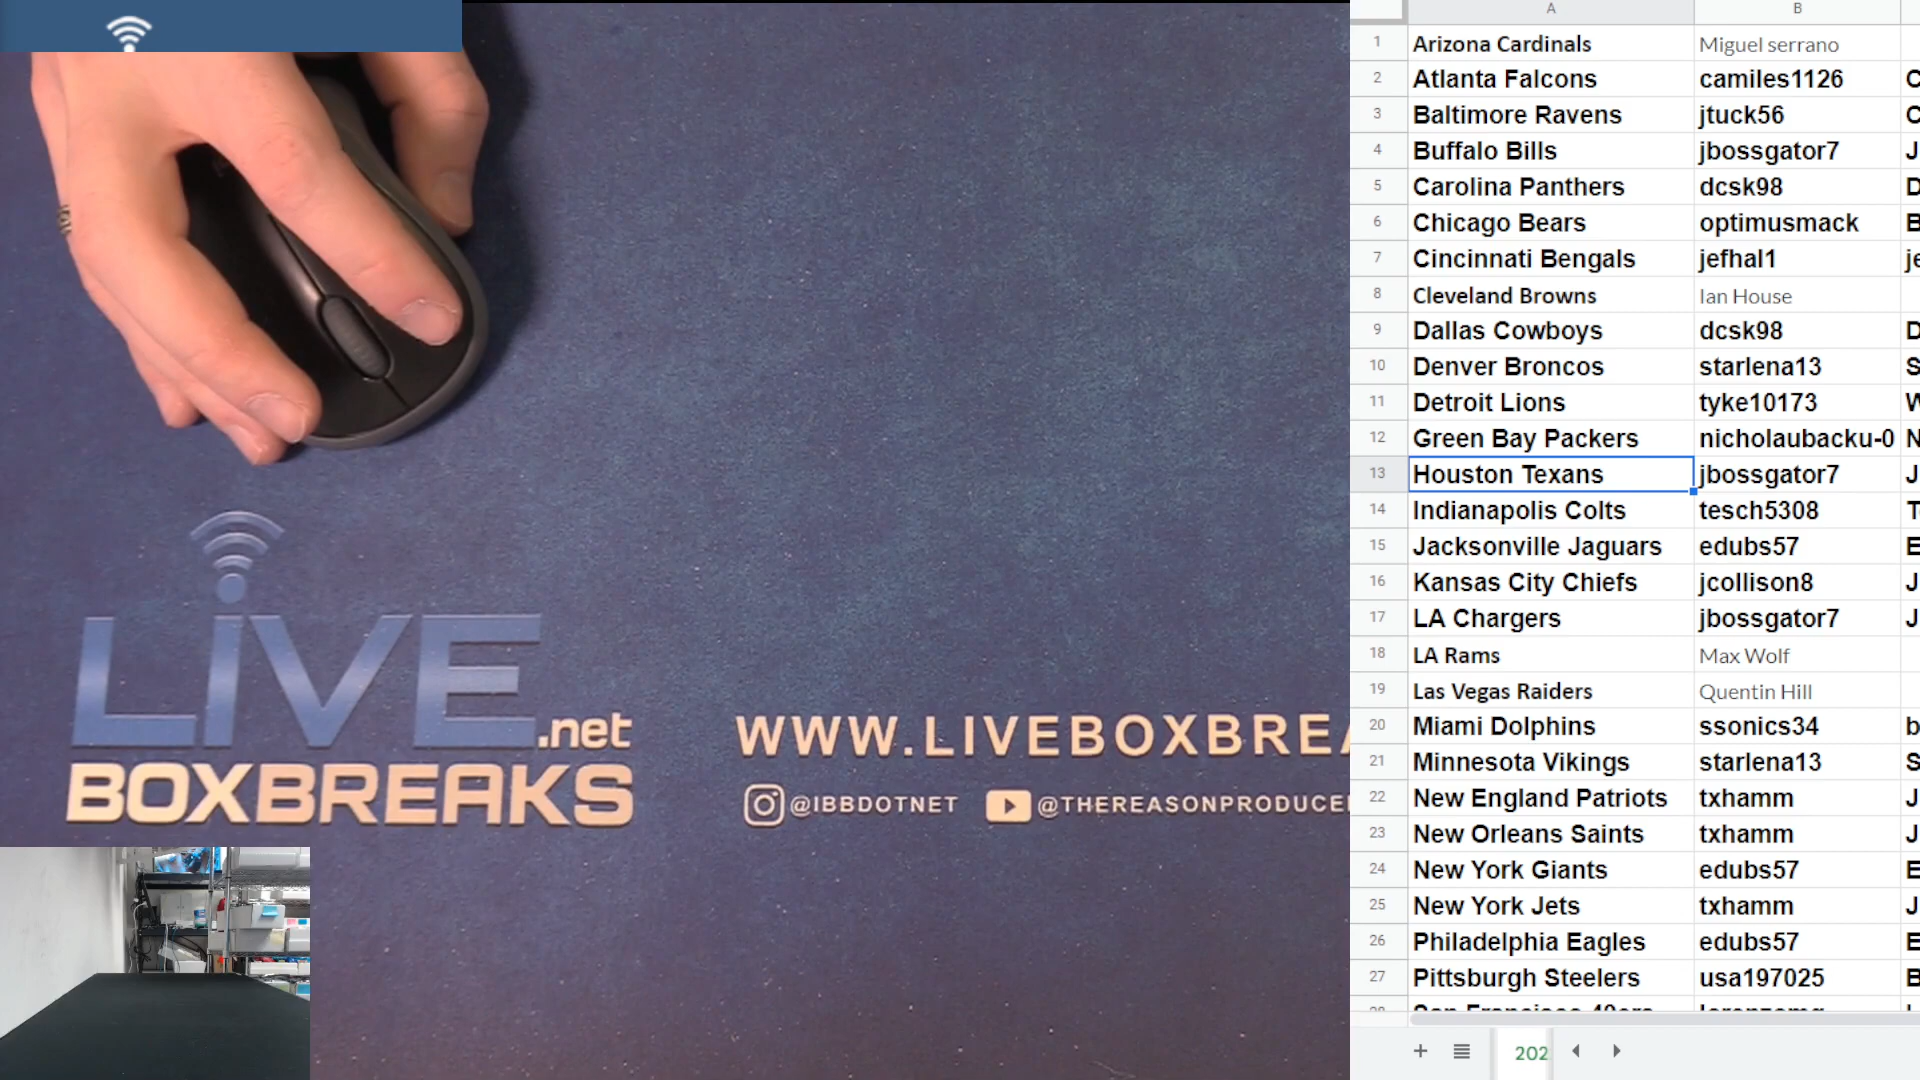 LiVE.net
BOXBREAKS
WWW.LIVEBOXBREA
@IBBDOTNET @THEREASONPRODUCE
A B
1 Arizona Cardinals Miguel serrano
2 Atlanta Falcons camiles1126 C
3 Baltimore Ravens jtuck56 C
4 Buffalo Bills jbossgator7 J
5 Carolina Panthers dcsk98 D
6 Chicago Bears optimusmack B
7 Cincinnati Bengals jefhal1 je
8 Cleveland Browns Ian House
9 Dallas Cowboys dcsk98 D
10 Denver Broncos starlena13 S
11 Detroit Lions tyke10173 W
12 Green Bay Packers nicholaubacku-0 N
13 Houston Texans jbossgator7 J
14 Indianapolis Colts tesch5308 T
15 Jacksonville Jaguars edubs57 E
16 Kansas City Chiefs jcollison8 J
17 LA Chargers jbossgator7 J
18 LA Rams Max Wolf
19 Las Vegas Raiders Quentin Hill
20 Miami Dolphins ssonics34 b
21 Minnesota Vikings starlena13 S
22 New England Patriots txhamm J
23 New Orleans Saints txhamm J
24 New York Giants edubs57 E
25 New York Jets txhamm J
26 Philadelphia Eagles edubs57 E
27 Pittsburgh Steelers usa197025 B
202